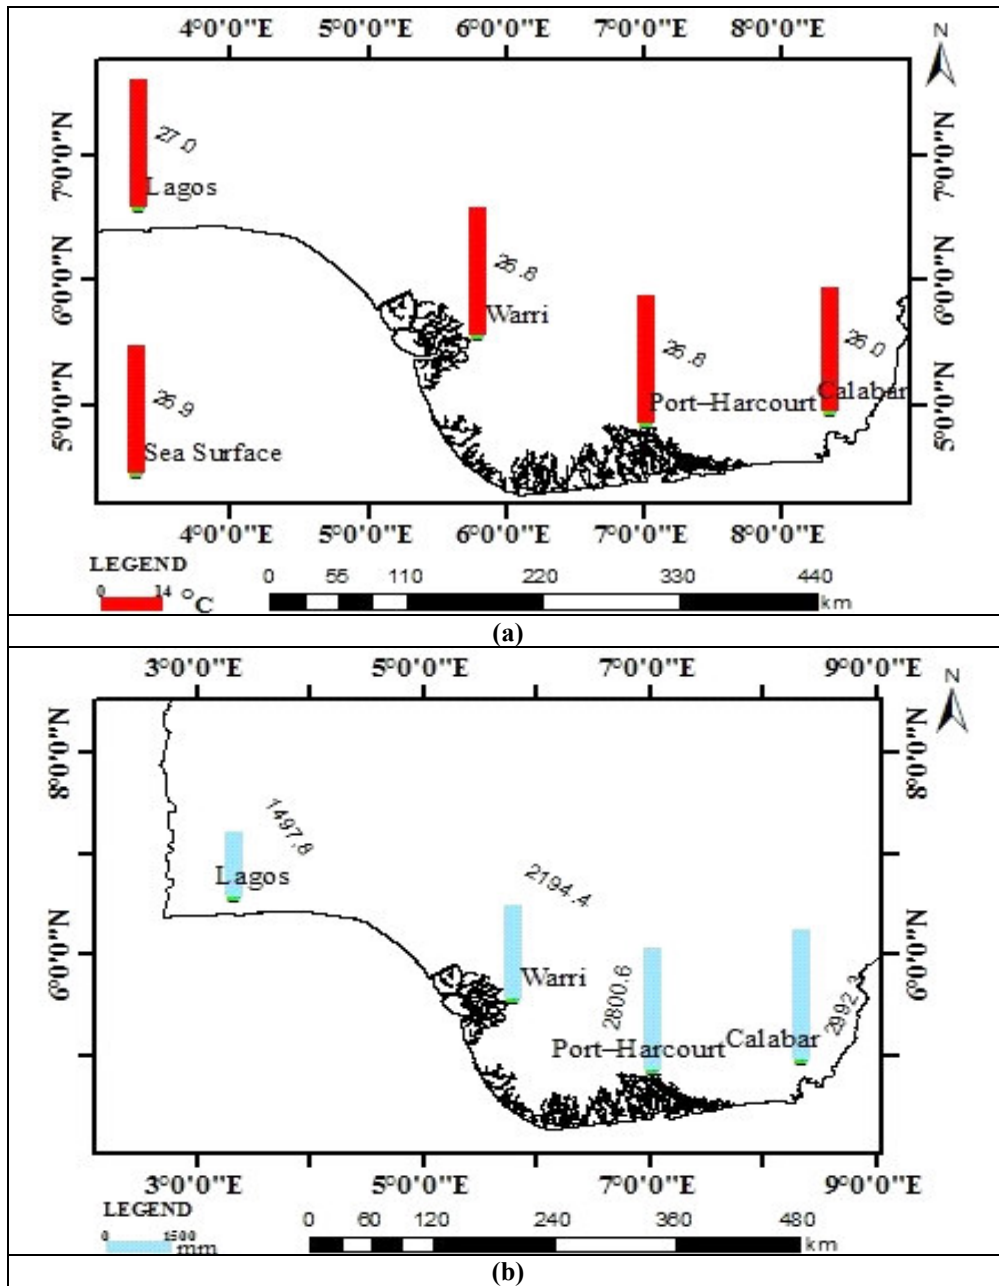 4°0'0"E 5°0'0"E 6°0'0"E 7°0'0"E 8°0'0"E
N
7°0'0"N
6°0'0"N
5°0'0"N
27.0
Lagos
26.8
Warri
26.8
Port-Harcourt
26.0
Calabar
26.9
Sea Surface
7°0'0"N
6°0'0"N
5°0'0"N
4°0'0"E 5°0'0"E 6°0'0"E 7°0'0"E 8°0'0"E
LEGEND
0 14 °C
0 55 110 220 330 440
km
(a)
3°0'0"E 5°0'0"E 7°0'0"E 9°0'0"E
N
8°0'0"N
6°0'0"N
1497.8
Lagos
2194.4
Warri
2800.6
Port-Harcourt
Calabar
2992.3
8°0'0"N
6°0'0"N
3°0'0"E 5°0'0"E 7°0'0"E 9°0'0"E
LEGEND
0 1500
mm
0 60 120 240 360 480
km
(b)